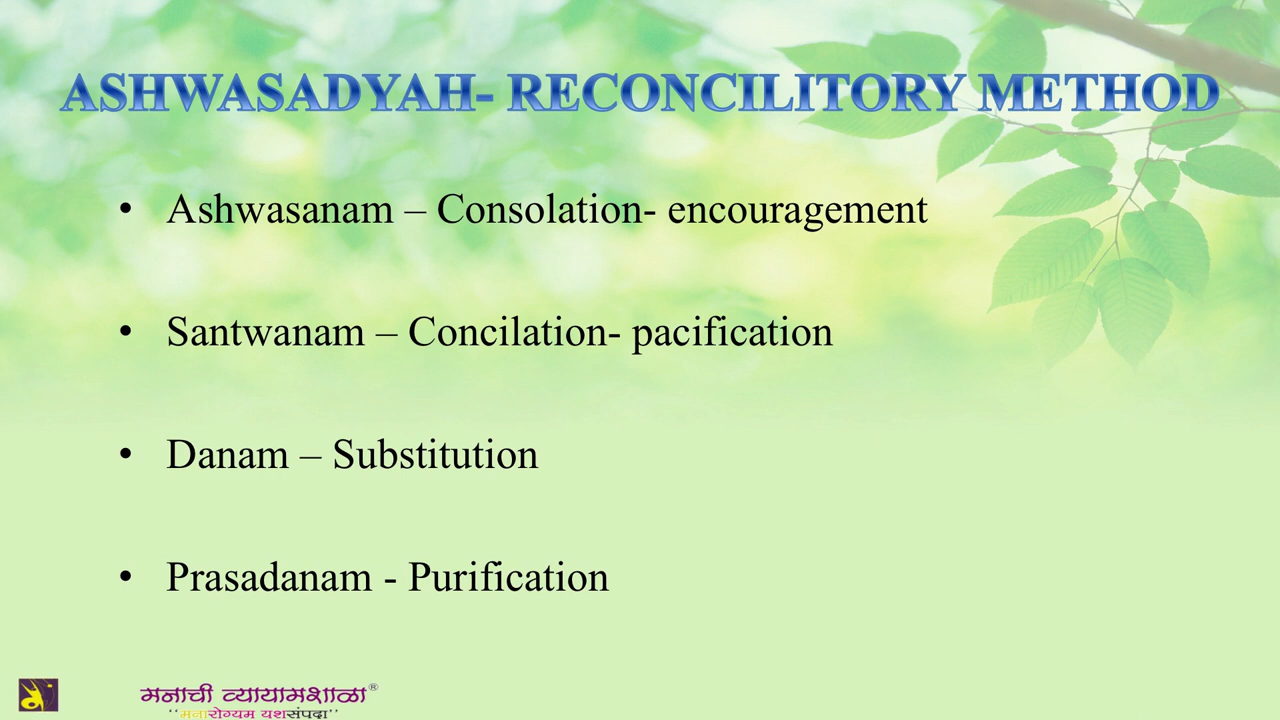 ASHWASADYAH- RECONCILITORY METHOD
• Ashwasanam – Consolation- encouragement
• Santwanam – Concilation- pacification
• Danam – Substitution
• Prasadanam - Purification
मनाची व्यायामशाळा®
‘‘मनारोग्यम यशसंपदा’’